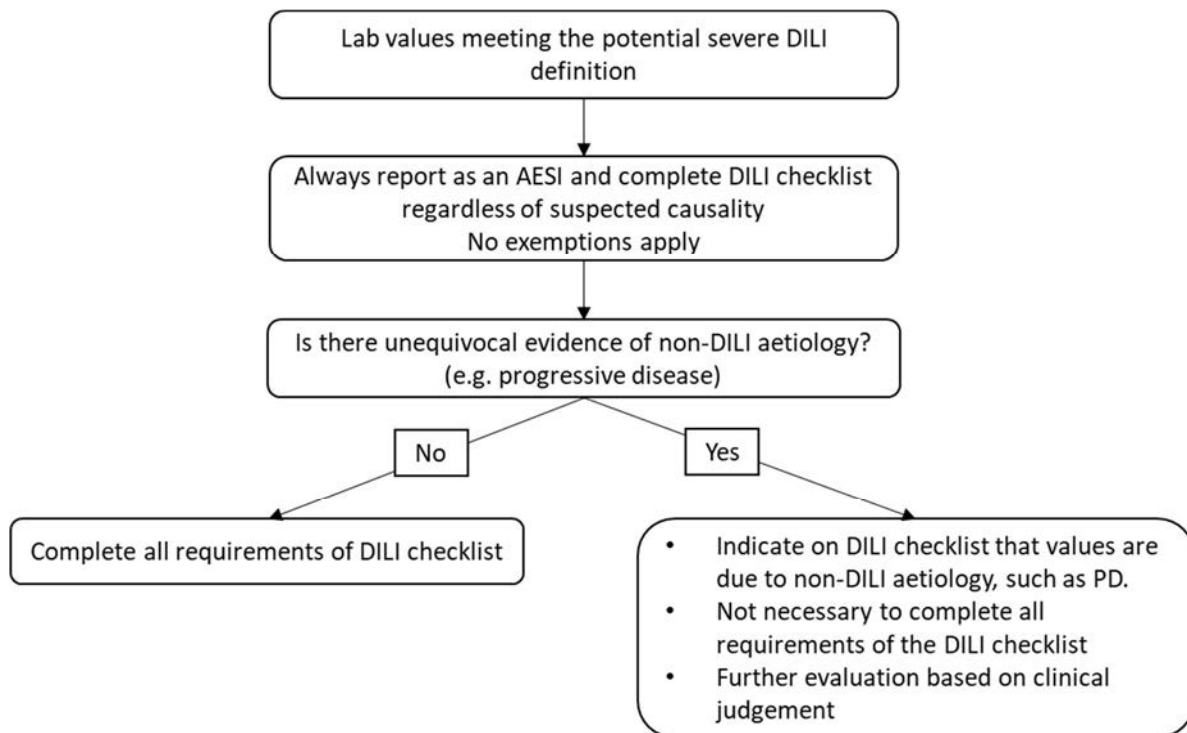 Lab values meeting the potential severe DILI
definition
Always report as an AESI and complete DILI checklist
regardless of suspected causality
No exemptions apply
Is there unequivocal evidence of non-DILI aetiology?
(e.g. progressive disease)
No
Yes
Complete all requirements of DILI checklist
• Indicate on DILI checklist that values are
due to non-DILI aetiology, such as PD.
• Not necessary to complete all
requirements of the DILI checklist
• Further evaluation based on clinical
judgement